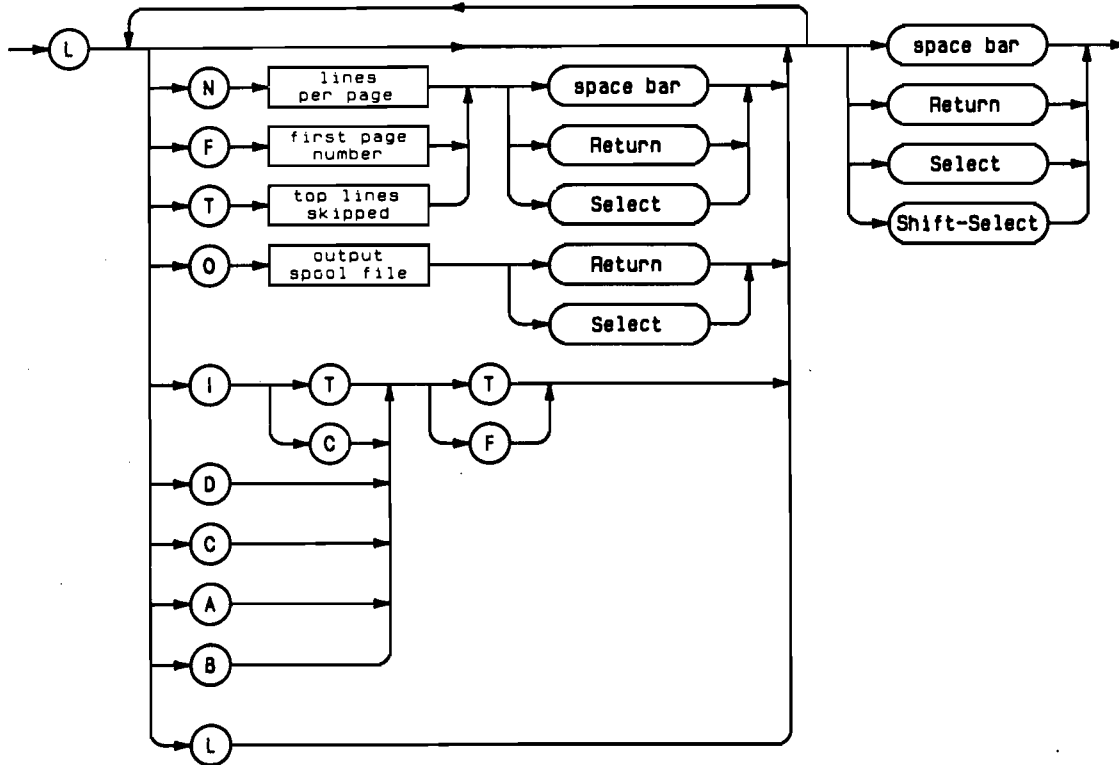 L
space bar
N
lines
per page
space bar
Return
F
first page
number
Return
Select
T
top lines
skipped
Select
Shift-Select
O
output
spool file
Return
Select
I
T
T
C
F
D
C
A
B
L